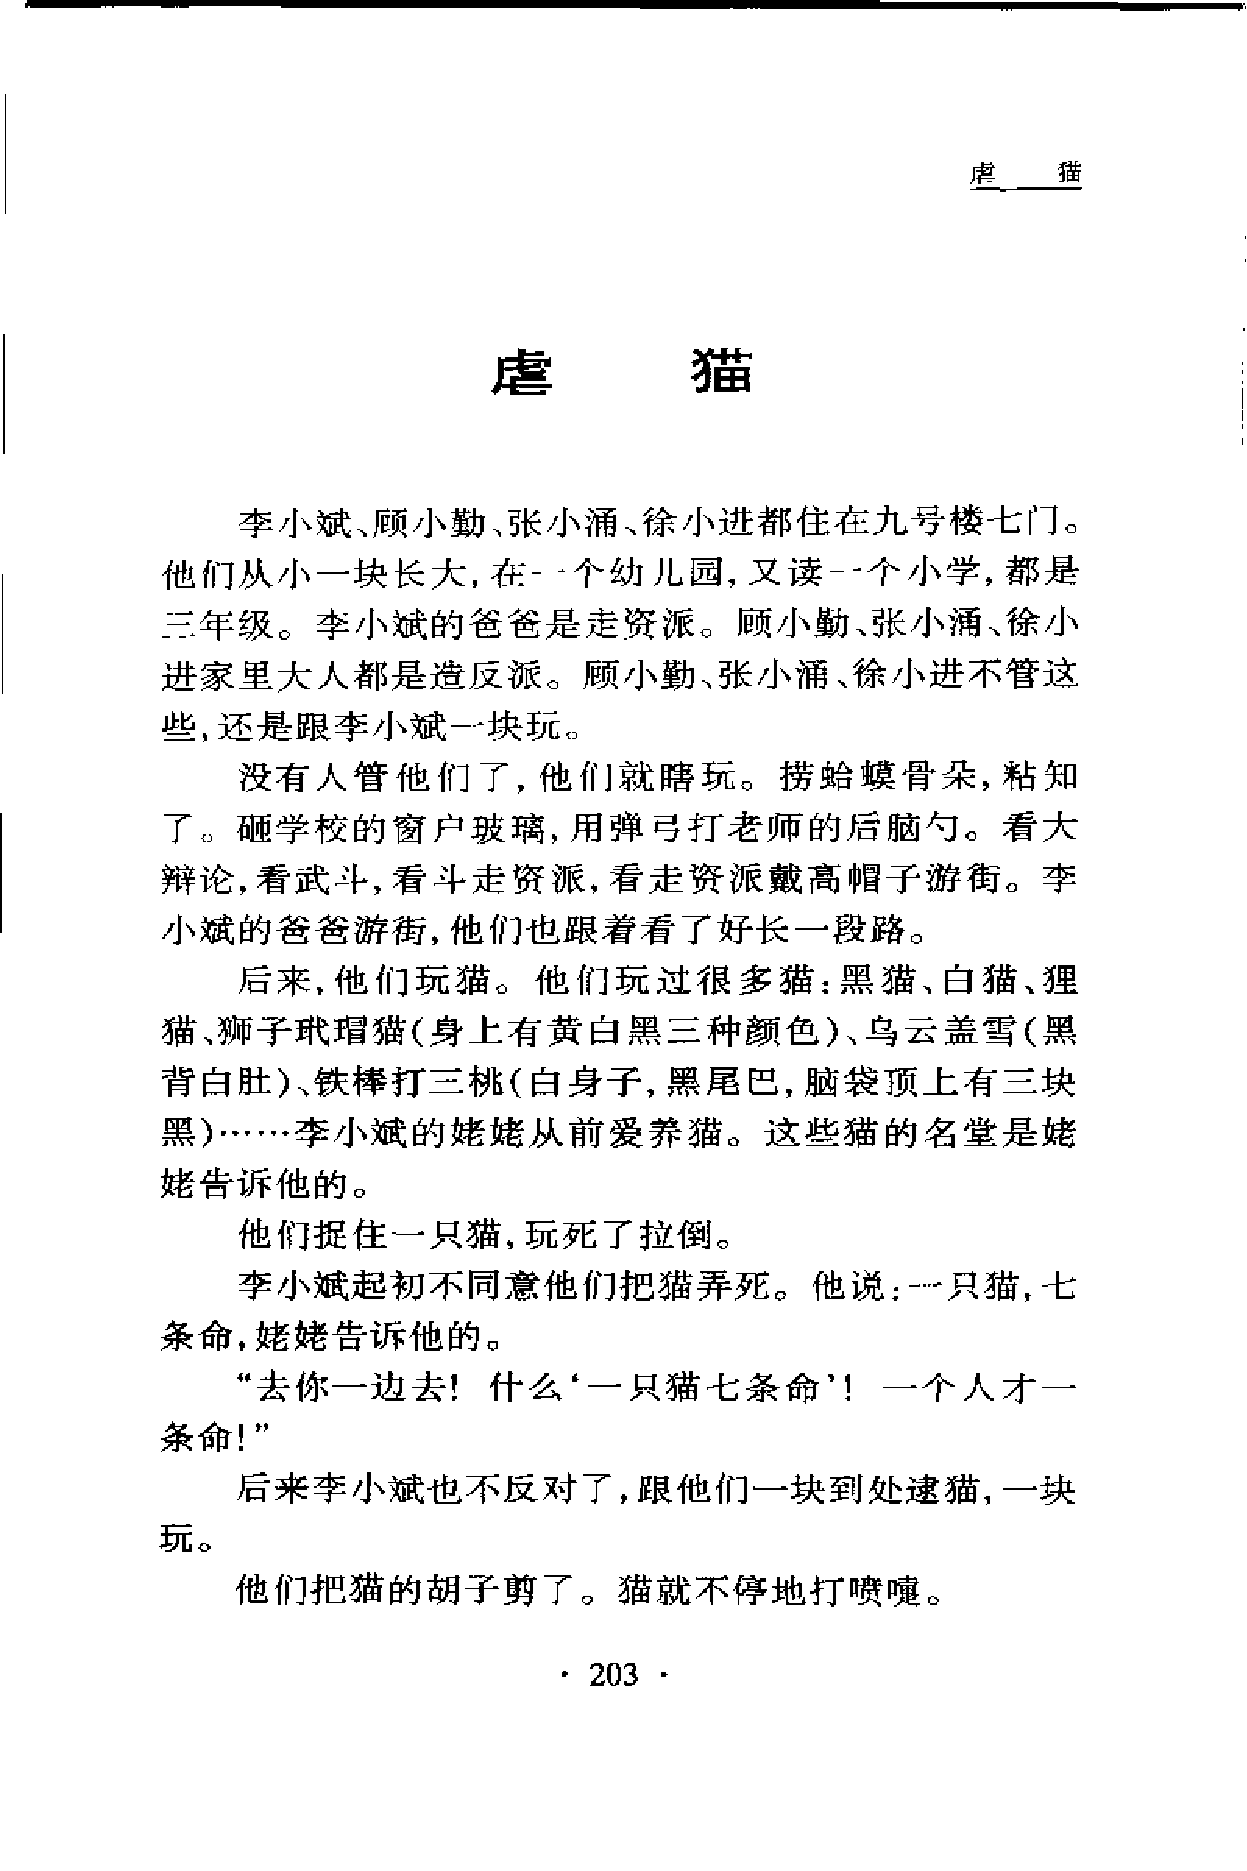 虐　猫
虐　猫
李小斌、顾小勤、张小涌、徐小进都住在九号楼七门。
他们从小一块长大，在一个幼儿园，又读一个小学，都是
三年级。李小斌的爸爸是走资派。顾小勤、张小涌、徐小
进家里大人都是造反派。顾小勤、张小涌、徐小进不管这
些，还是跟李小斌一块玩。
没有人管他们了，他们就瞎玩。捞蛤蟆骨朵，粘知
了。砸学校的窗户玻璃，用弹弓打老师的后脑勺。看大
辩论，看武斗，看斗走资派，看走资派戴高帽子游街。李
小斌的爸爸游街，他们也跟着看了好长一段路。
后来，他们玩猫。他们玩过很多猫：黑猫、白猫、狸
猫、狮子玳瑁猫（身上有黄白黑三种颜色）、乌云盖雪（黑
背白肚）、铁棒打三桃（白身子，黑尾巴，脑袋顶上有三块
黑）……李小斌的姥姥从前爱养猫。这些猫的名堂是姥
姥告诉他的。
他们捉住一只猫，玩死了拉倒。
李小斌起初不同意他们把猫弄死。他说：一只猫，七
条命，姥姥告诉他的。
“去你一边去！什么‘一只猫七条命’！一个人才一
条命！”
后来李小斌也不反对了，跟他们一块到处逮猫，一块
玩。
他们把猫的胡子剪了。猫就不停地打喷嚏。
· 203 ·